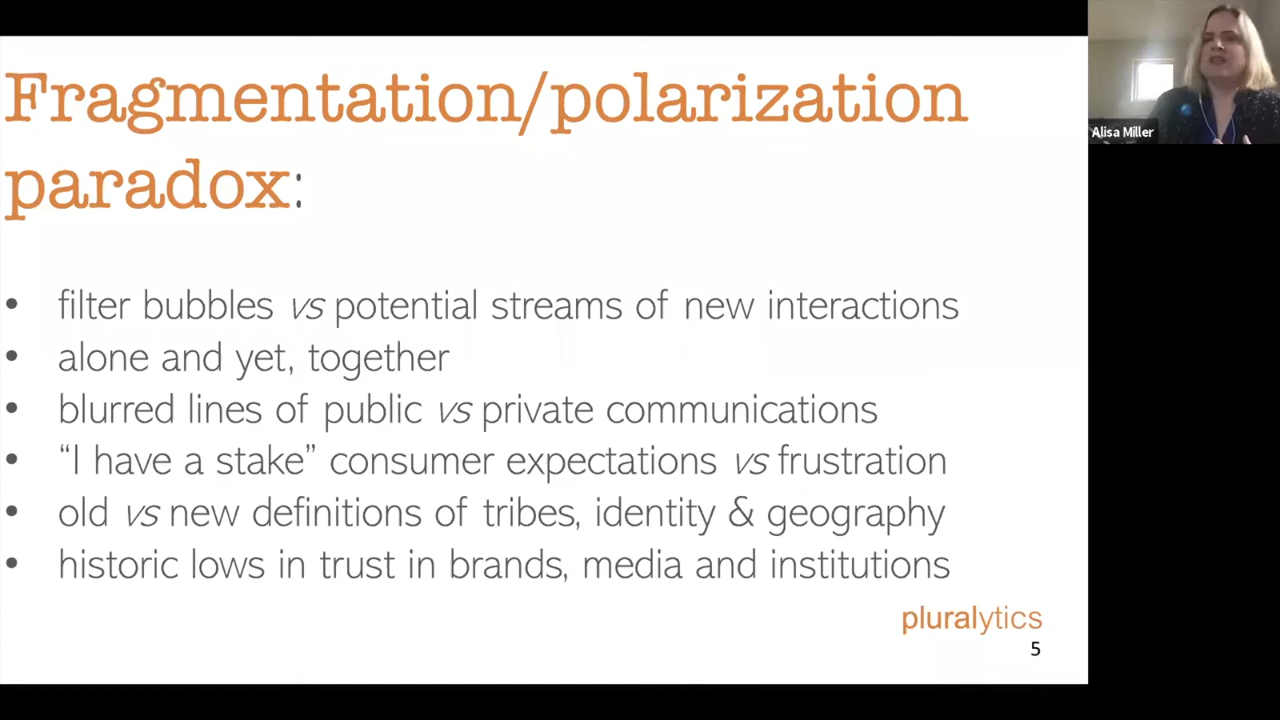 Fragmentation/polarization
paradox:
• filter bubbles vs potential streams of new interactions
• alone and yet, together
• blurred lines of public vs private communications
• “I have a stake” consumer expectations vs frustration
• old vs new definitions of tribes, identity & geography
• historic lows in trust in brands, media and institutions
pluralytics
5
Alisa Miller